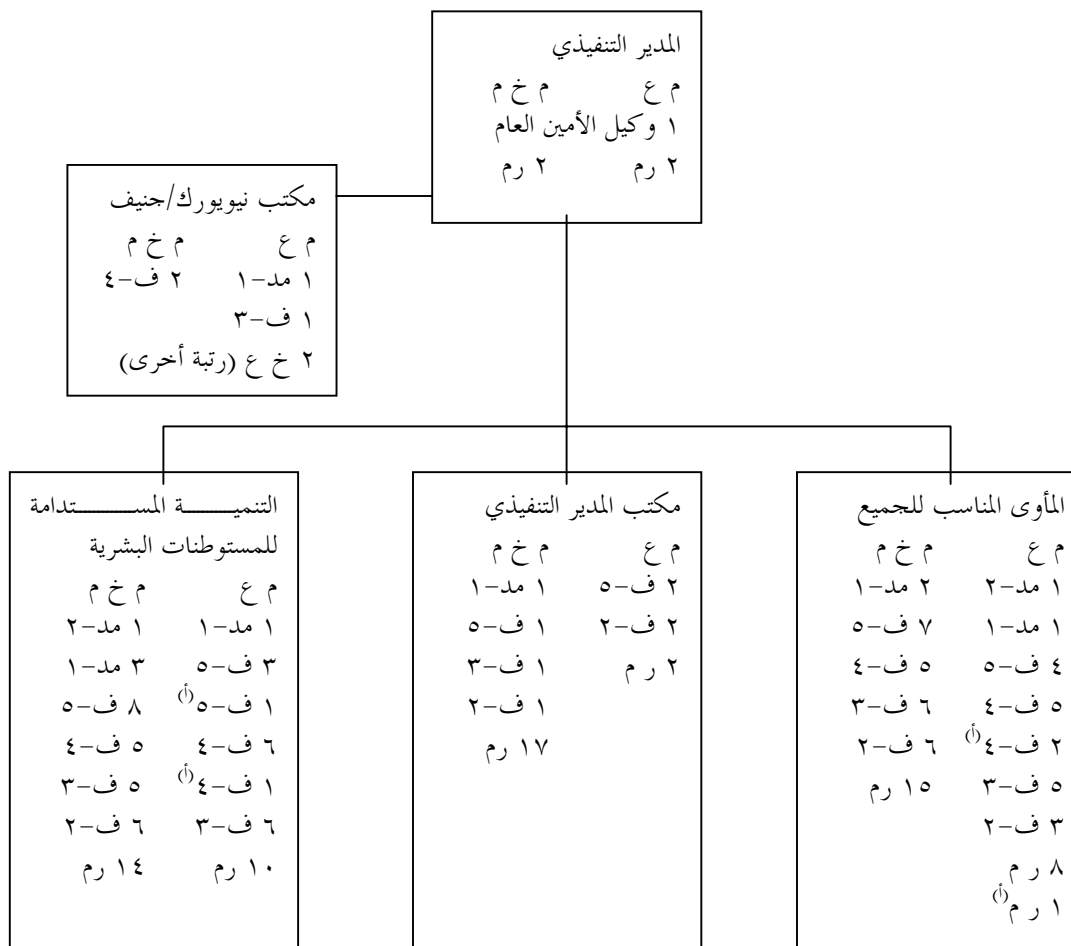 المدير التنفيذي
م ع م خ م
١ وكيل الأمين العام
٢ رم ٢ رم
مكتب نيويورك/جنيف
م ع م خ م
١ مد-١ ٢ ف-٤
١ ف-٣
٢ خ ع (رتبة أخرى)
المأوى المناسب للجميع
م ع م خ م
١ مد-٢ ٢ مد-١
١ مد-١ ٧ ف-٥
٤ ف-٥ ٥ ف-٤
٥ ف-٤ ٦ ف-٣
٢ ف-٤(أ) ٦ ف-٢
٥ ف-٣ ١٥ رم
٣ ف-٢
٨ ر م
١ ر م(أ)
مكتب المدير التنفيذي
م ع م خ م
٢ ف-٥ ١ مد-١
٢ ف-٢ ١ ف-٥
٢ ر م ١ ف-٣
١ ف-٢
١٧ رم
التنميـــــــة المســــــــتدامة
للمستوطنات البشرية
م ع م خ م
١ مد-١ ١ مد-٢
٣ ف-٥ ٣ مد-١
١ ف-٥(أ) ٨ ف-٥
٦ ف-٤ ٥ ف-٤
١ ف-٤(أ) ٥ ف-٣
٦ ف-٣ ٦ ف-٢
١٠ رم ١٤ رم